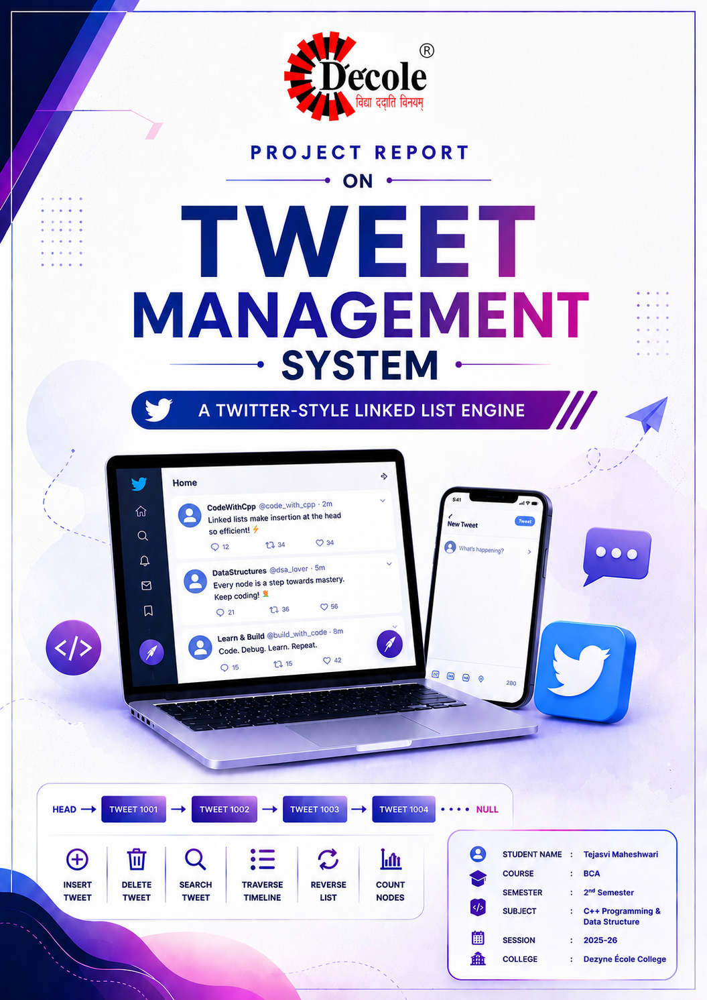 Décole ®
विद्या ददाति विनयम्
PROJECT REPORT
ON
TWEET
MANAGEMENT
SYSTEM
A TWITTER-STYLE LINKED LIST ENGINE
Home
CodeWithCpp @code_with_cpp · 2m
Linked lists make insertion at the head
so efficient! ⚡
12 34 34
DataStructures @dsa_lover · 5m
Every node is a step towards mastery.
Keep coding!
21 36 56
Learn & Build @build_with_code · 8m
Code. Debug. Learn. Repeat.
15 15 42
9:41
New Tweet
Tweet
What's happening?
280
</>
HEAD → TWEET 1001 → TWEET 1002 → TWEET 1003 → TWEET 1004 •••• NULL
INSERT TWEET
DELETE TWEET
SEARCH TWEET
TRAVERSE TIMELINE
REVERSE LIST
COUNT NODES
STUDENT NAME : Tejasvi Maheshwari
COURSE : BCA
SEMESTER : 2nd Semester
SUBJECT : C++ Programming &
Data Structure
SESSION : 2025-26
COLLEGE : Dezyne École College